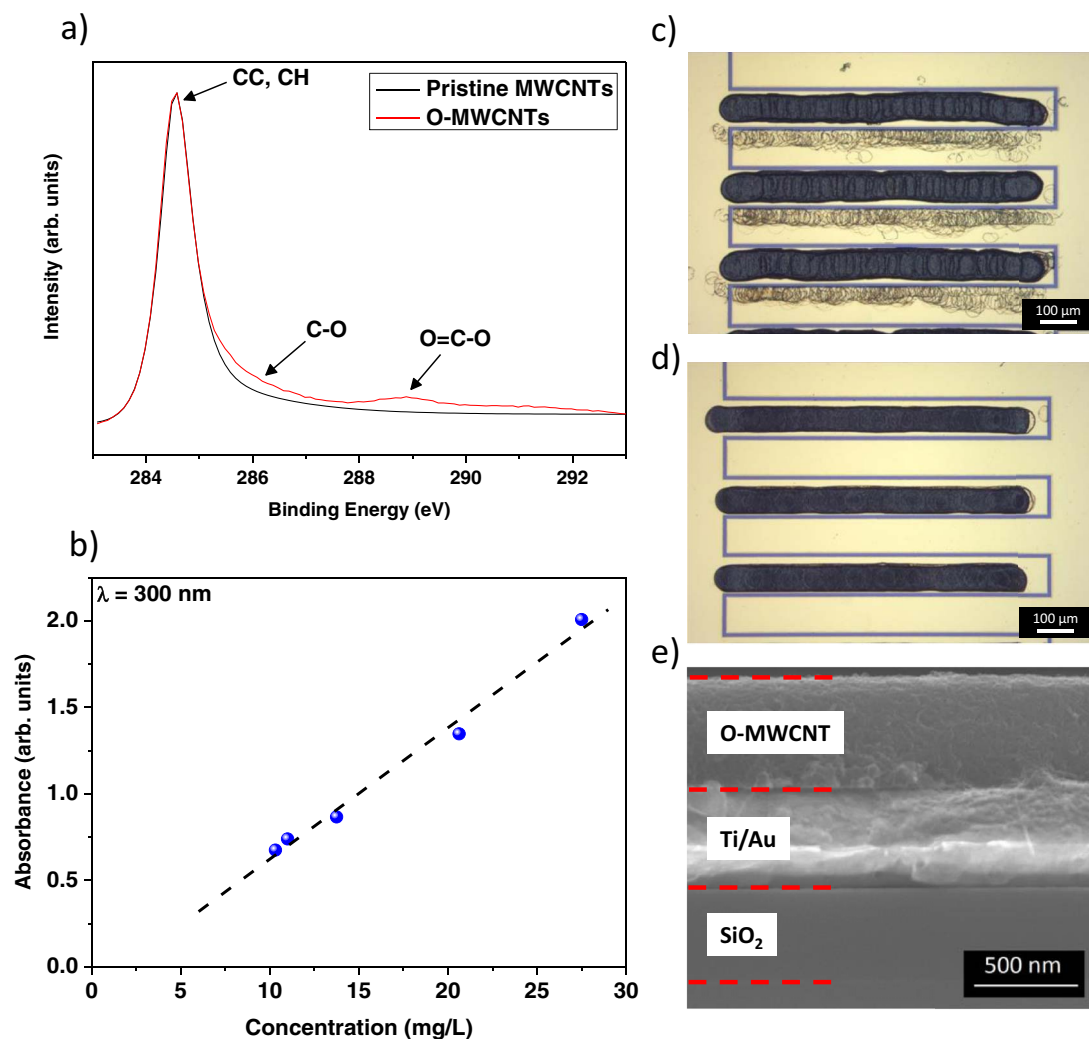 a)
CC, CH
Pristine MWCNTs
O-MWCNTs
C-O
O=C-O
Intensity (arb. units)
284 286 288 290 292
Binding Energy (eV)
b)
λ = 300 nm
2.0
1.5
1.0
0.5
0.0
Absorbance (arb. units)
0 5 10 15 20 25 30
Concentration (mg/L)
c)
100 µm
d)
100 µm
e)
O-MWCNT
Ti/Au
SiO₂
500 nm